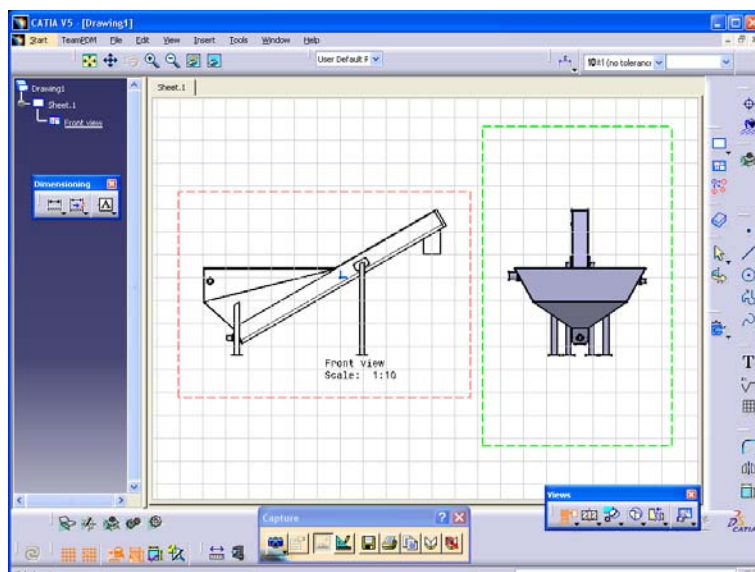 CATIA V5 - [Drawing1]
Start TeamPDM File Edit View Insert Tools Window Help
User Default P
Drawing1
Sheet.1
Front view
Sheet.1
Dimensioning
Front view
Scale: 1:10
Views
Capture
CATIA